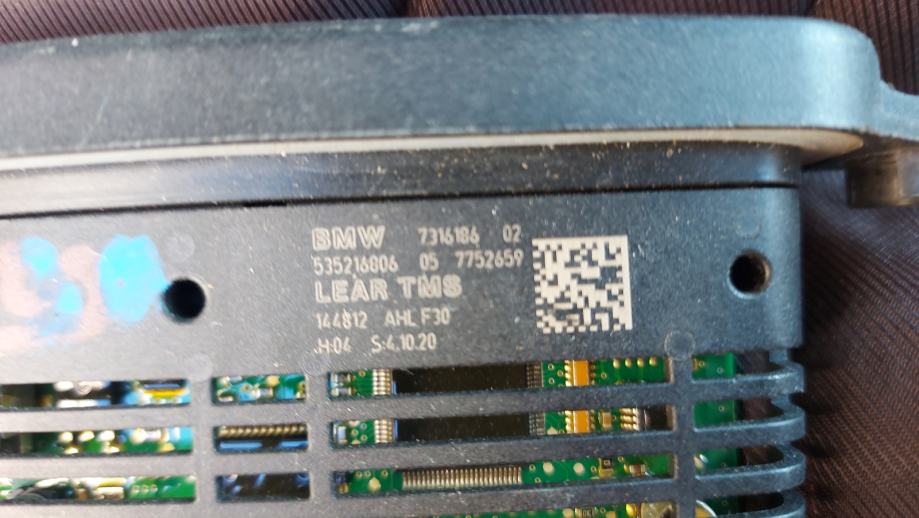 BMW 7316186 02
535216806 05 7752659
LEAR TMS
144812 AHL F30
H:04 S:4.10.20